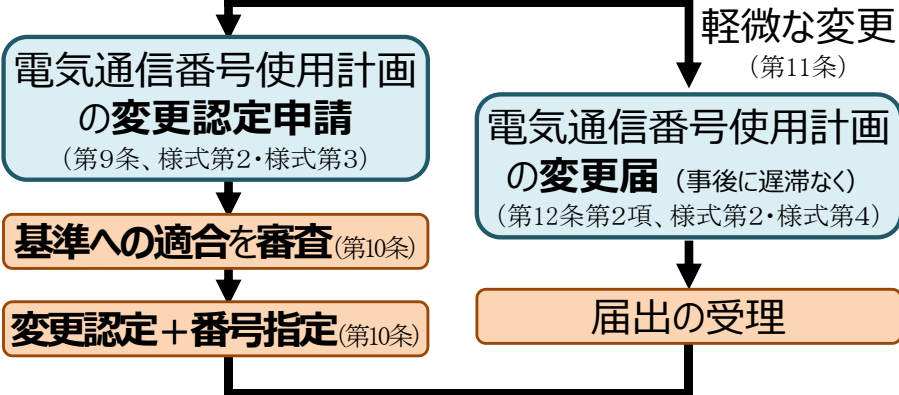 電気通信番号使用計画
の変更認定申請
(第9条、様式第2・様式第3)
基準への適合を審査(第10条)
変更認定+番号指定(第10条)
軽微な変更
(第11条)
電気通信番号使用計画
の変更届(事後に遅滞なく)
(第12条第2項、様式第2・様式第4)
届出の受理